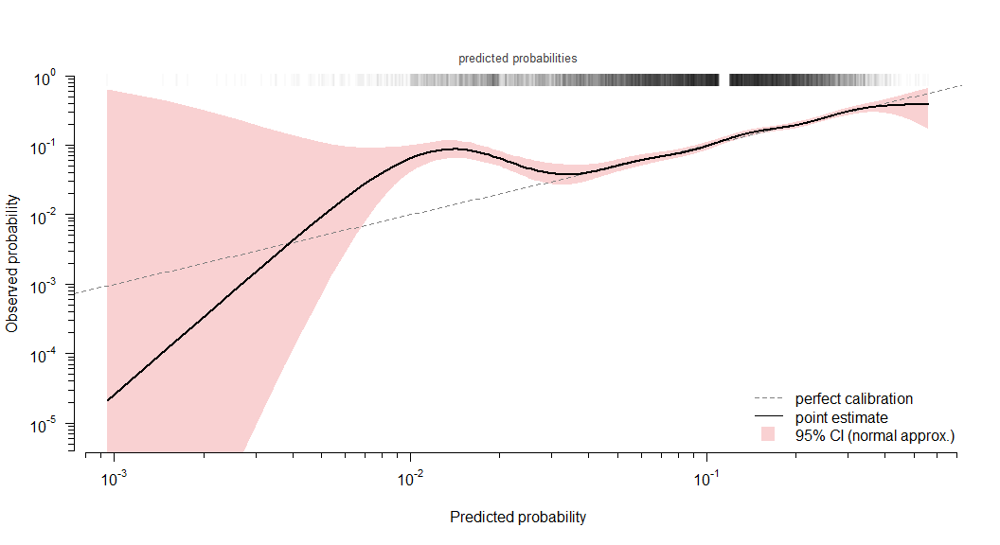 predicted probabilities
10^0
10^-1
10^-2
10^-3
10^-4
10^-5
Observed probability
perfect calibration
point estimate
95% CI (normal approx.)
10^-3
10^-2
10^-1
Predicted probability